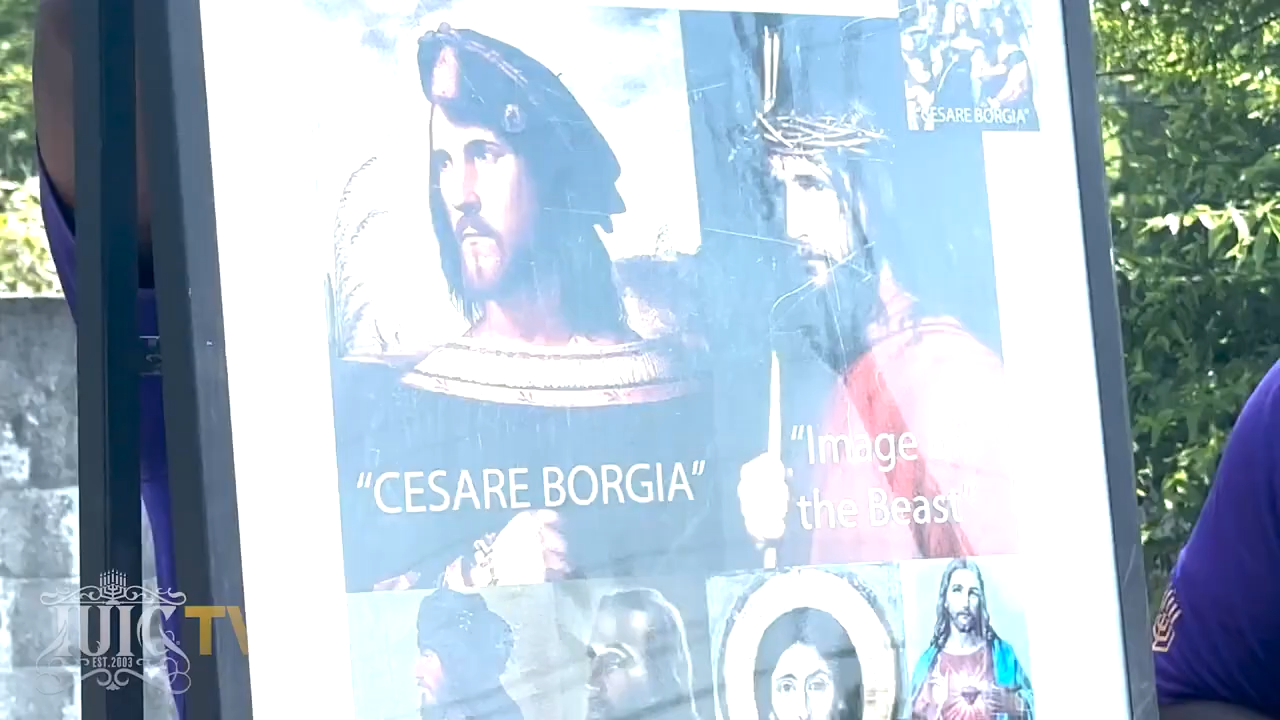 "CESARE BORGIA"
"CESARE BORGIA"
"Image
the Beast"
IUIC TV
EST. 2003